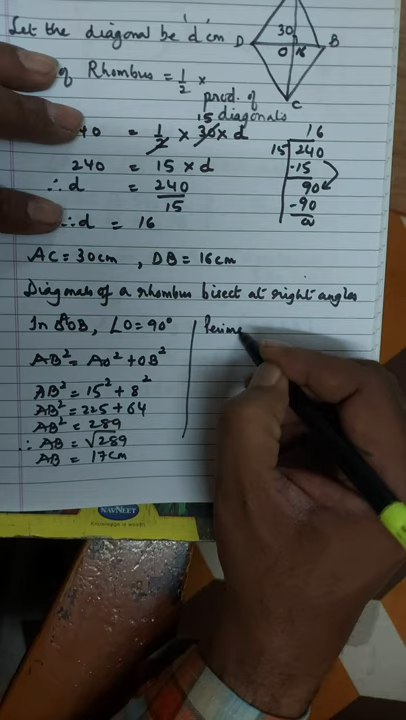 Let the diagonal be 'd' cm
D
30
O
16
B
C
of Rhombus = 1/2 x prod. of diagonals
40 = 1/2 x 30 x d
15
240 = 15 x d
∴ d = 240/15
∴ d = 16
16
15 240
-15
90
-90
0
AC = 30cm , DB = 16cm
Diagonals of a rhombus bisect at right angles
In ΔAOB, ∠O = 90°
AB² = AO² + OB²
AB² = 15² + 8²
AB² = 225 + 64
AB² = 289
∴ AB = √289
AB = 17cm
Perime
NAVNEET